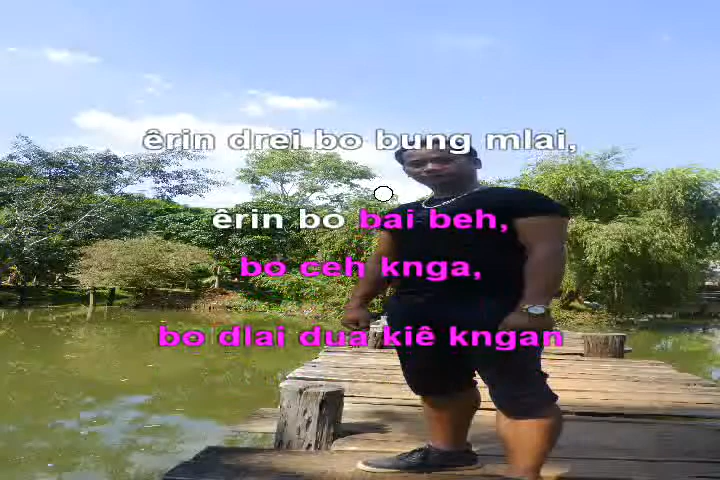 êrin drei bo bung mlai,
êrin bo bai beh,
bo ceh knga,
bo dlai dua kiê kngan